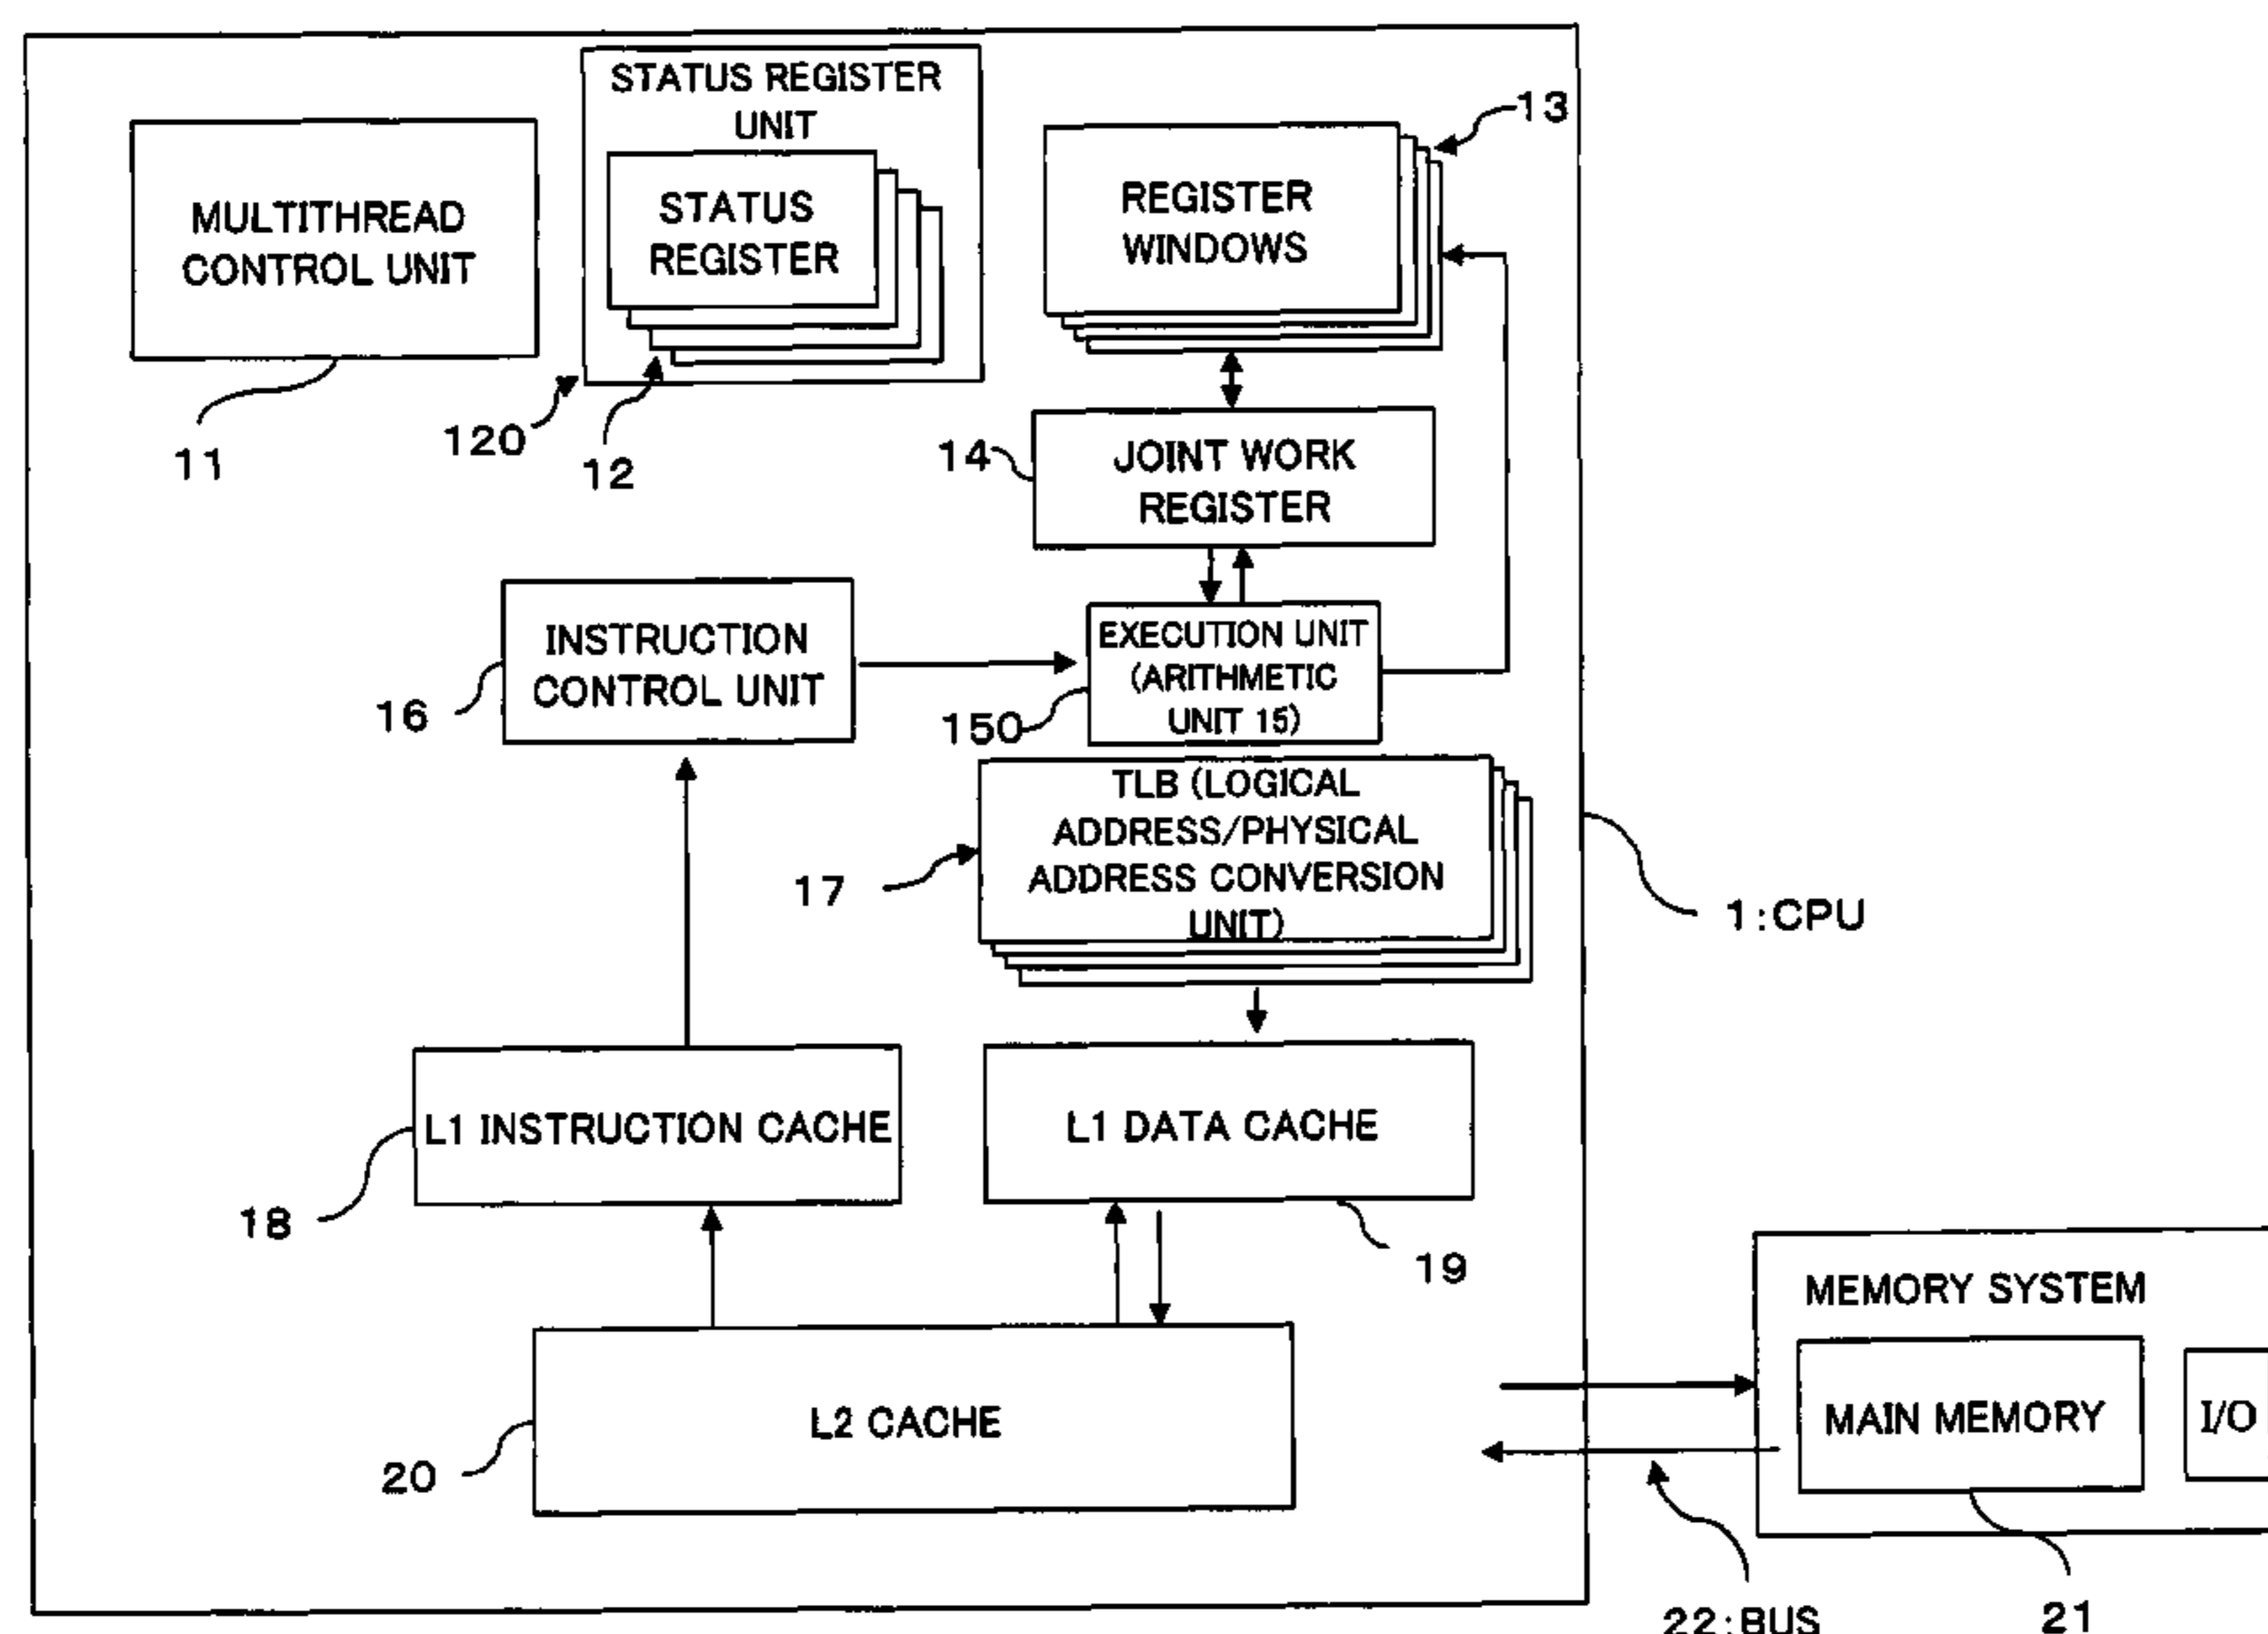 STATUS REGISTER
UNIT
13
MULTITHREAD
CONTROL UNIT
STATUS
REGISTER
REGISTER
WINDOWS
11
120
12
14
JOINT WORK
REGISTER
INSTRUCTION
CONTROL UNIT
16
EXECUTION UNIT
(ARITHMETIC
UNIT 15)
150
TLB (LOGICAL
ADDRESS/PHYSICAL
ADDRESS CONVERSION
UNIT)
17
1:CPU
L1 INSTRUCTION CACHE
L1 DATA CACHE
18
19
MEMORY SYSTEM
L2 CACHE
MAIN MEMORY
I/O
20
22:BUS
21